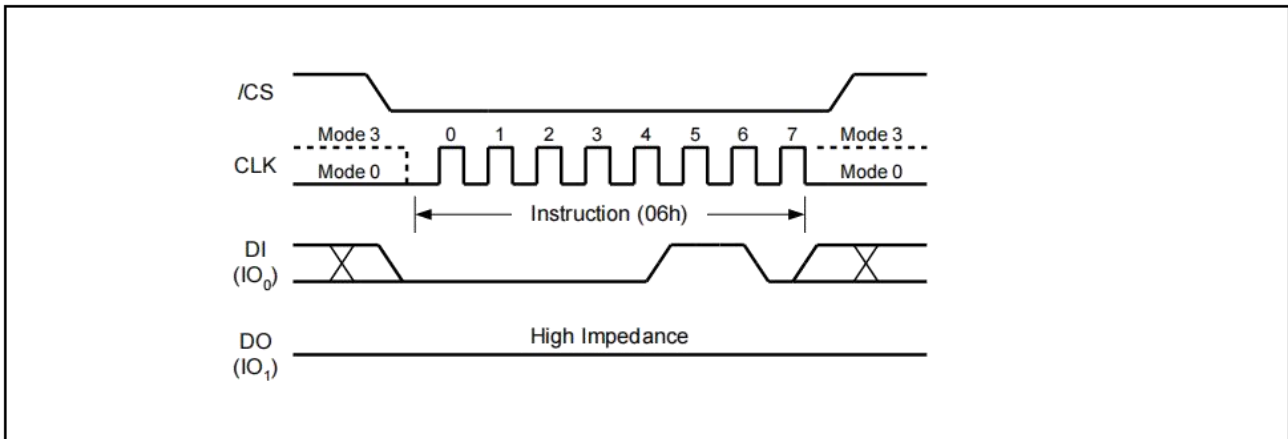 /CS
Mode 3 0 1 2 3 4 5 6 7 Mode 3
CLK
Mode 0 Mode 0
Instruction (06h)
DI
(IO₀)
High Impedance
DO
(IO₁)